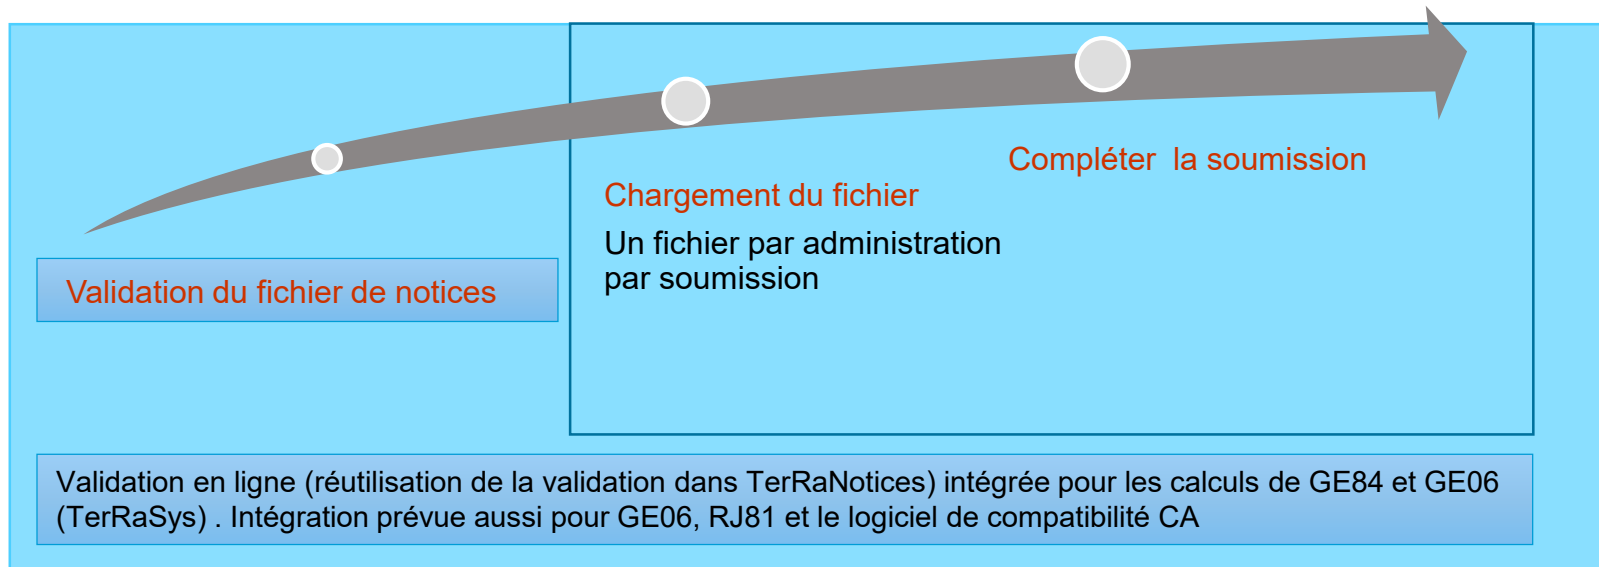 Validation du fichier de notices
Chargement du fichier
Un fichier par administration
par soumission
Compléter  la soumission
Validation en ligne (réutilisation de la validation dans TerRaNotices) intégrée pour les calculs de GE84 et GE06
(TerRaSys) . Intégration prévue aussi pour GE06, RJ81 et le logiciel de compatibilité CA